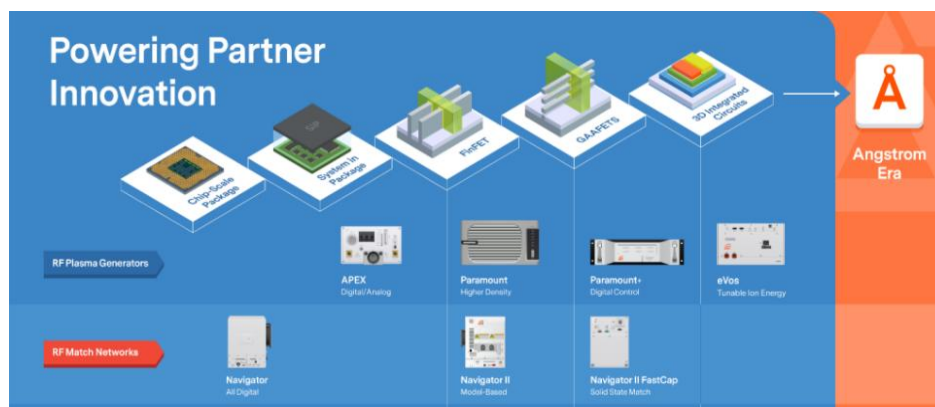 Powering Partner
Innovation
Chip-Scale
Package
SiP
System in
Package
FinFET
GAAFETS
3D Integrated
Circuits
Å
Angstrom
Era
RF Plasma Generators
APEX
Digital/Analog
Paramount
Higher Density
Paramount+
Digital Control
eVos
Tunable Ion Energy
RF Match Networks
Navigator
All Digital
Navigator II
Model-Based
Navigator II FastCap
Solid State Match